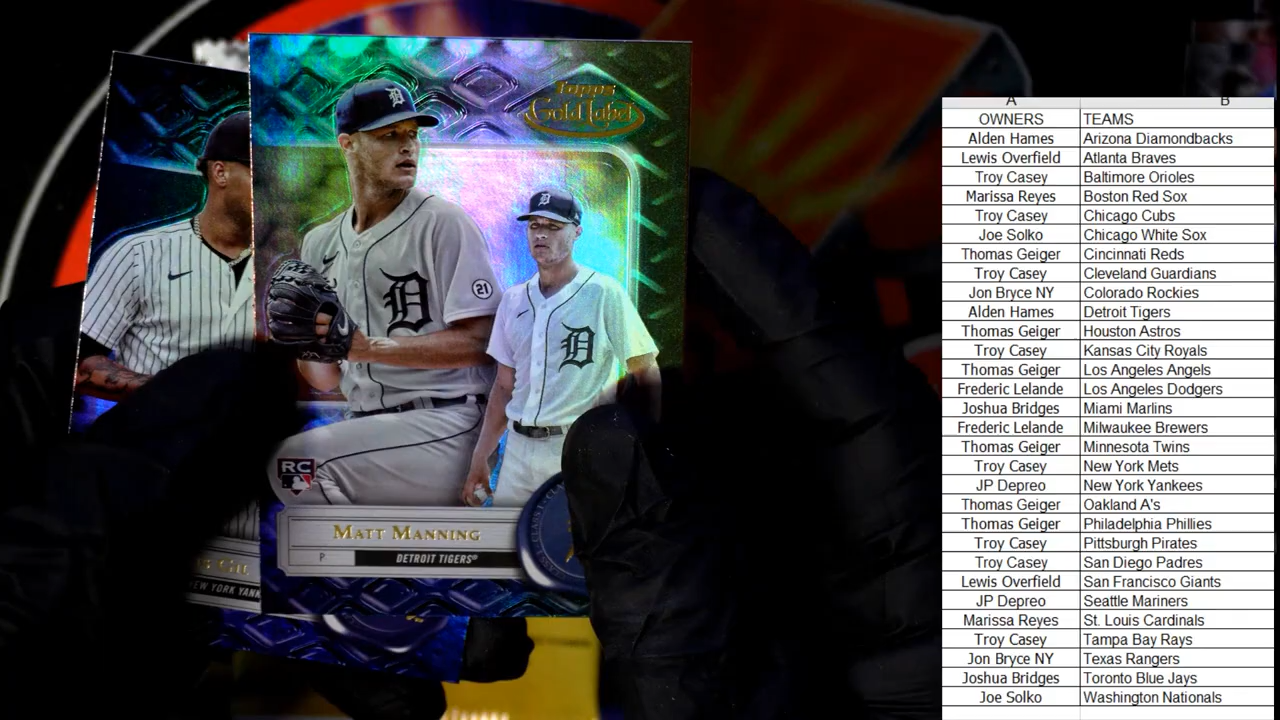 Topps
Gold Label
D
D
21
D
D
RC
MATT MANNING
P DETROIT TIGERS
GIL
NEW YORK YANK
A B
OWNERS TEAMS
Alden Hames Arizona Diamondbacks
Lewis Overfield Atlanta Braves
Troy Casey Baltimore Orioles
Marissa Reyes Boston Red Sox
Troy Casey Chicago Cubs
Joe Solko Chicago White Sox
Thomas Geiger Cincinnati Reds
Troy Casey Cleveland Guardians
Jon Bryce NY Colorado Rockies
Alden Hames Detroit Tigers
Thomas Geiger Houston Astros
Troy Casey Kansas City Royals
Thomas Geiger Los Angeles Angels
Frederic Lelande Los Angeles Dodgers
Joshua Bridges Miami Marlins
Frederic Lelande Milwaukee Brewers
Thomas Geiger Minnesota Twins
Troy Casey New York Mets
JP Depreo New York Yankees
Thomas Geiger Oakland A's
Thomas Geiger Philadelphia Phillies
Troy Casey Pittsburgh Pirates
Troy Casey San Diego Padres
Lewis Overfield San Francisco Giants
JP Depreo Seattle Mariners
Marissa Reyes St. Louis Cardinals
Troy Casey Tampa Bay Rays
Jon Bryce NY Texas Rangers
Joshua Bridges Toronto Blue Jays
Joe Solko Washington Nationals